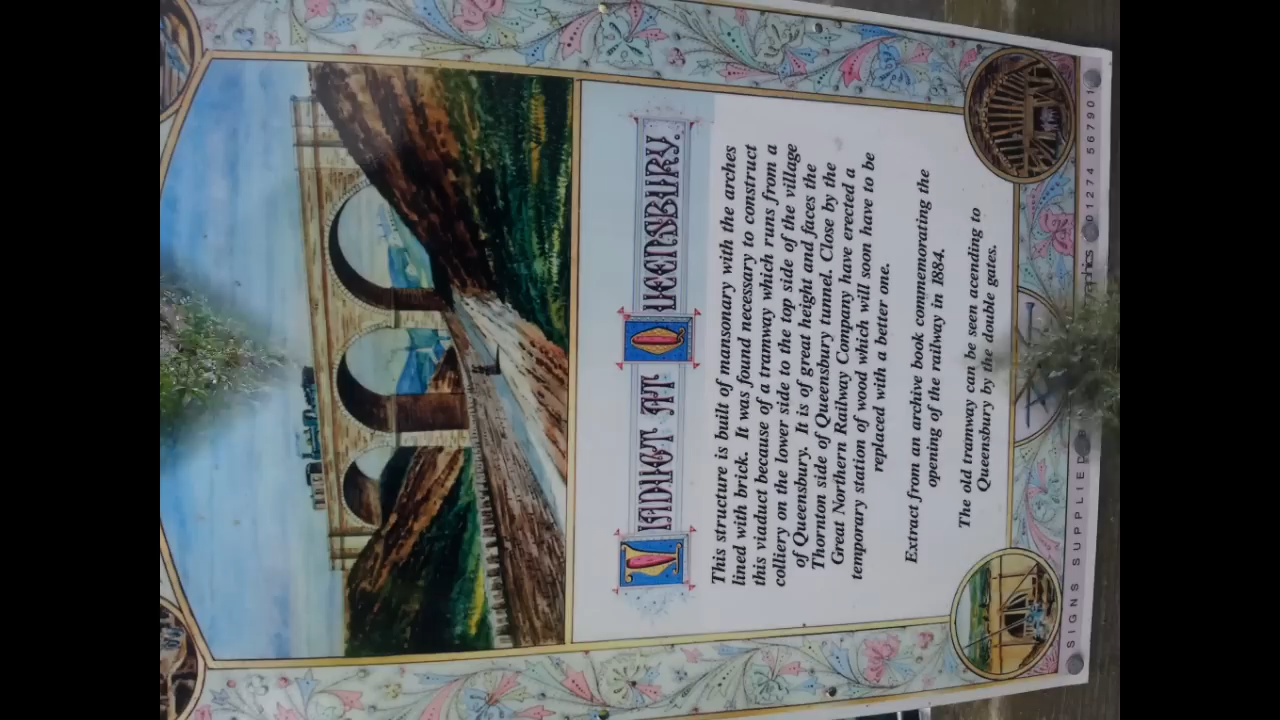 VIADUCT AT QUEENSBURY.
This structure is built of mansonary with the arches
lined with brick. It was found necessary to construct
this viaduct because of a tramway which runs from a
colliery on the lower side to the top side of the village
of Queensbury. It is of great height and faces the
Thornton side of Queensbury tunnel. Close by the
Great Northern Railway Company have erected a
temporary station of wood which will soon have to be
replaced with a better one.
Extract from an archive book commemorating the
opening of the railway in 1884.
The old tramway can be seen acending to
Queensbury by the double gates.
SIGNS SUPPLIED 01274 567901